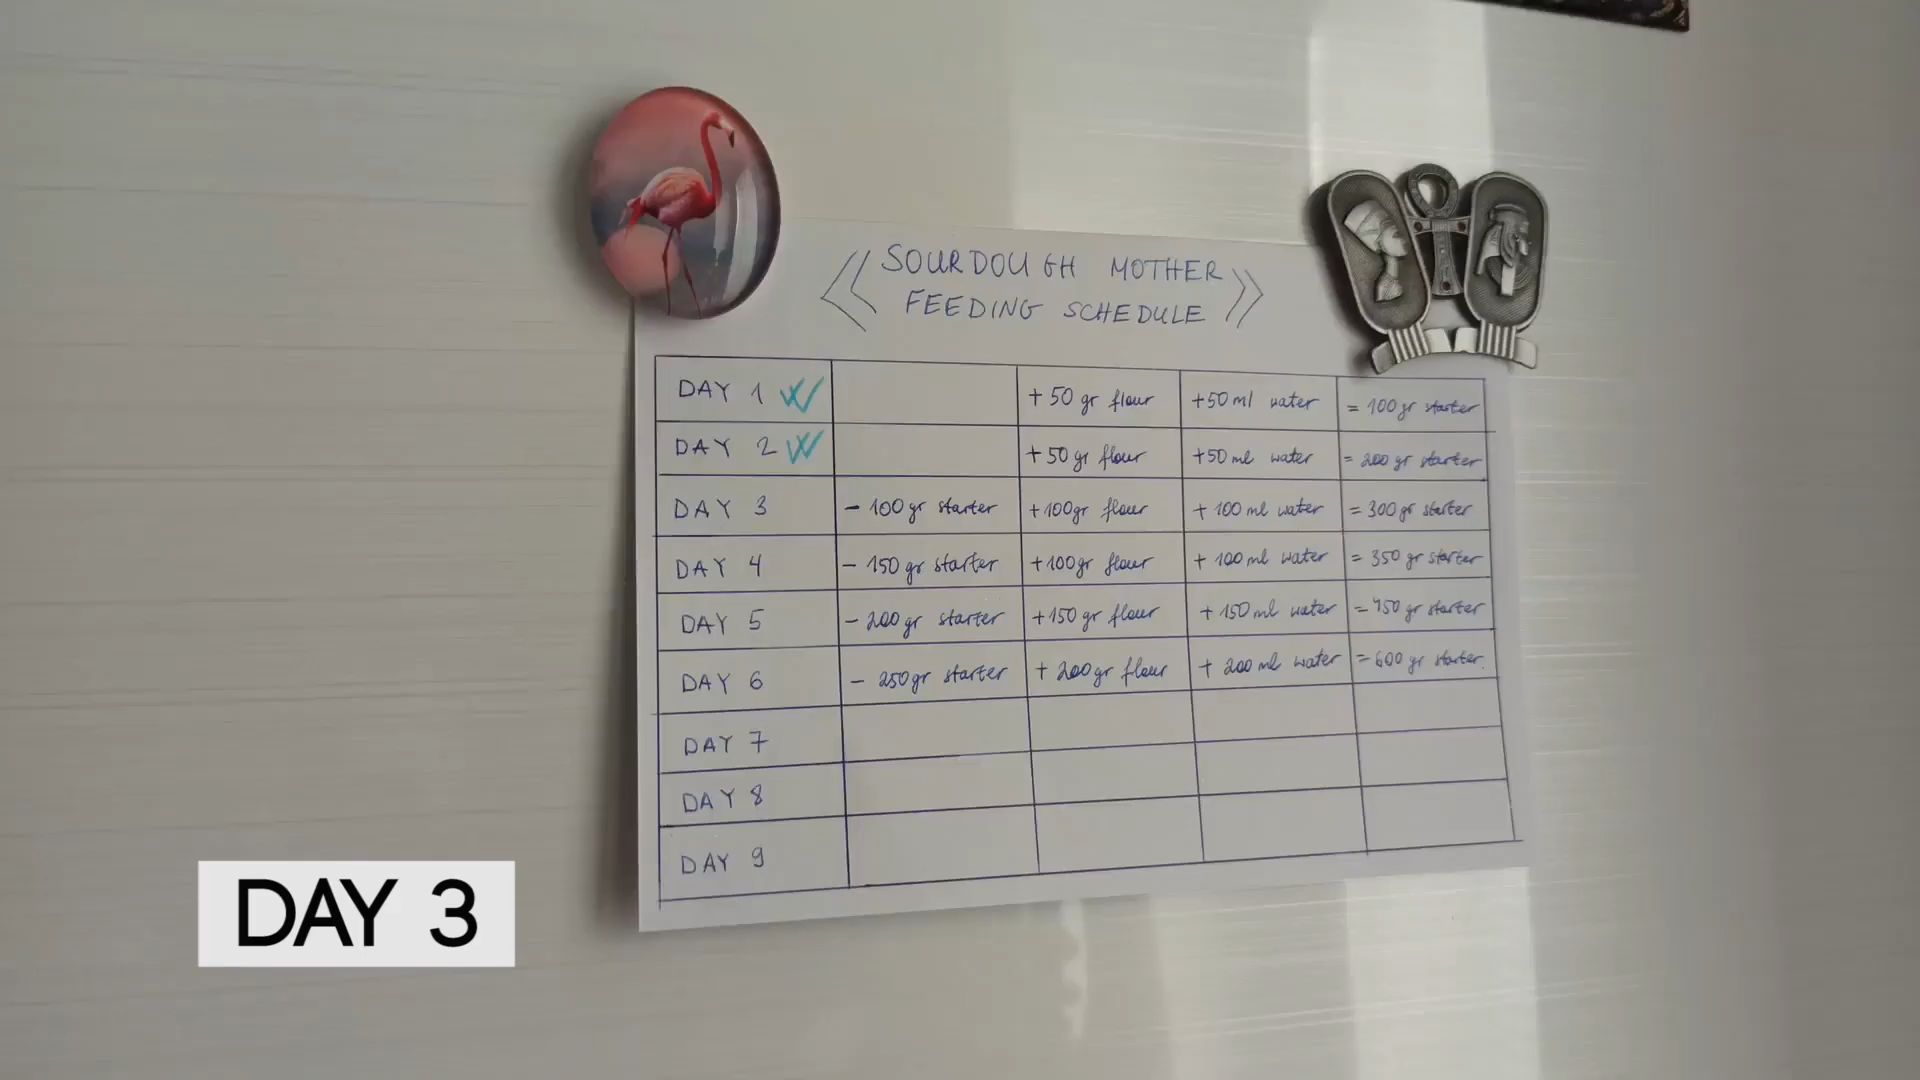 << SOURDOUGH MOTHER
FEEDING SCHEDULE >>
DAY 1 + 50 gr flour +50 ml water = 100 gr starter
DAY 2 + 50 gr flour +50 ml water = 200 gr starter
DAY 3 - 100 gr starter +100gr flour + 100 ml water = 300 gr starter
DAY 4 - 150 gr starter +100gr flour + 100 ml water = 350 gr starter
DAY 5 - 200 gr starter +150 gr flour + 150 ml water = 450 gr starter
DAY 6 - 250 gr starter + 200 gr flour + 200 ml water = 600 gr starter
DAY 7
DAY 8
DAY 9
DAY 3